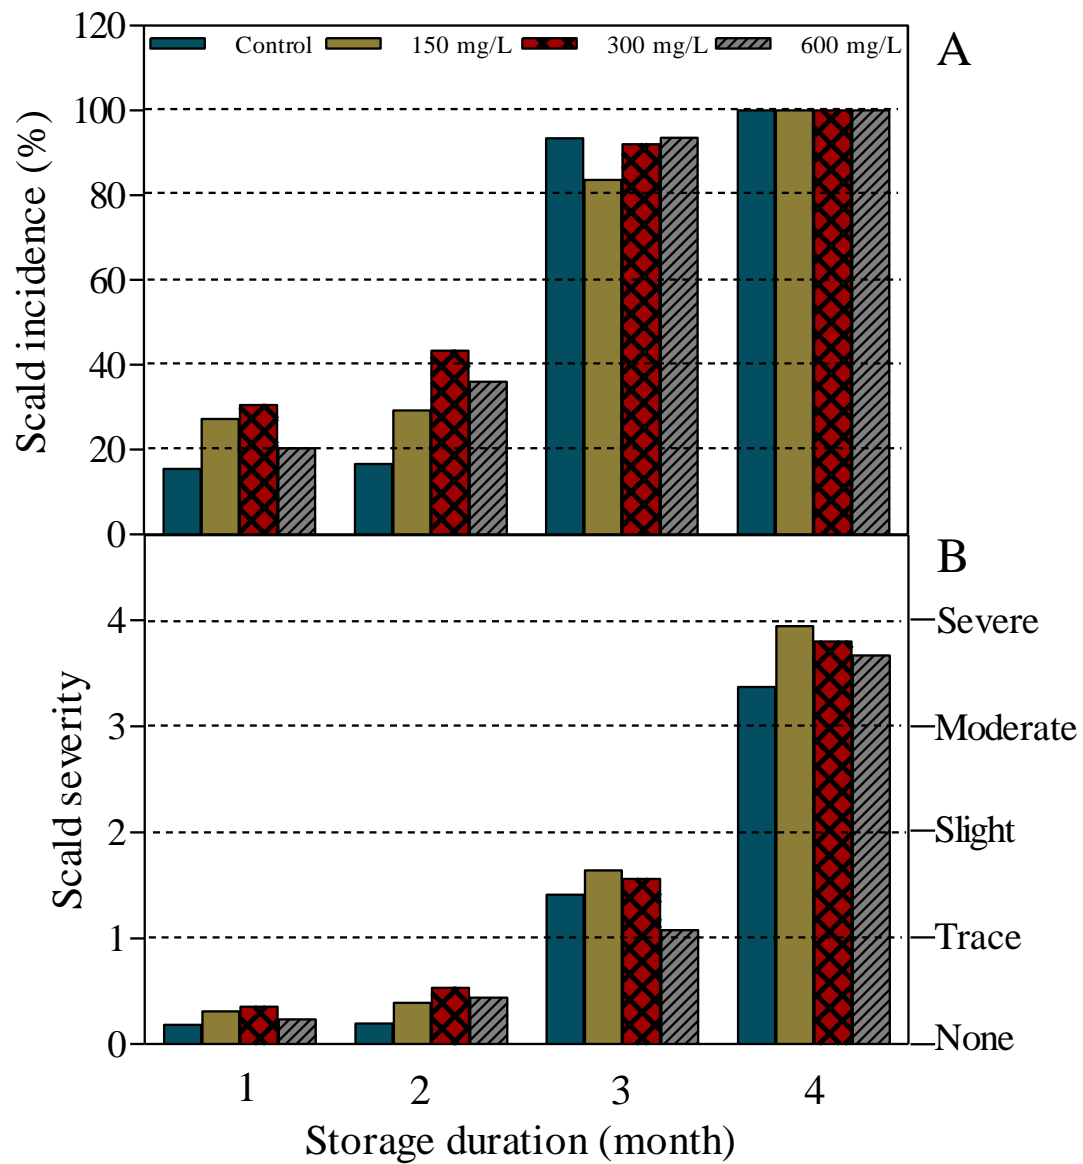 120
Control 150 mg/L 300 mg/L 600 mg/L
A
100
80
60
40
20
0
Scald incidence (%)
B
4
3
2
1
0
Scald severity
Severe
Moderate
Slight
Trace
None
1 2 3 4
Storage duration (month)